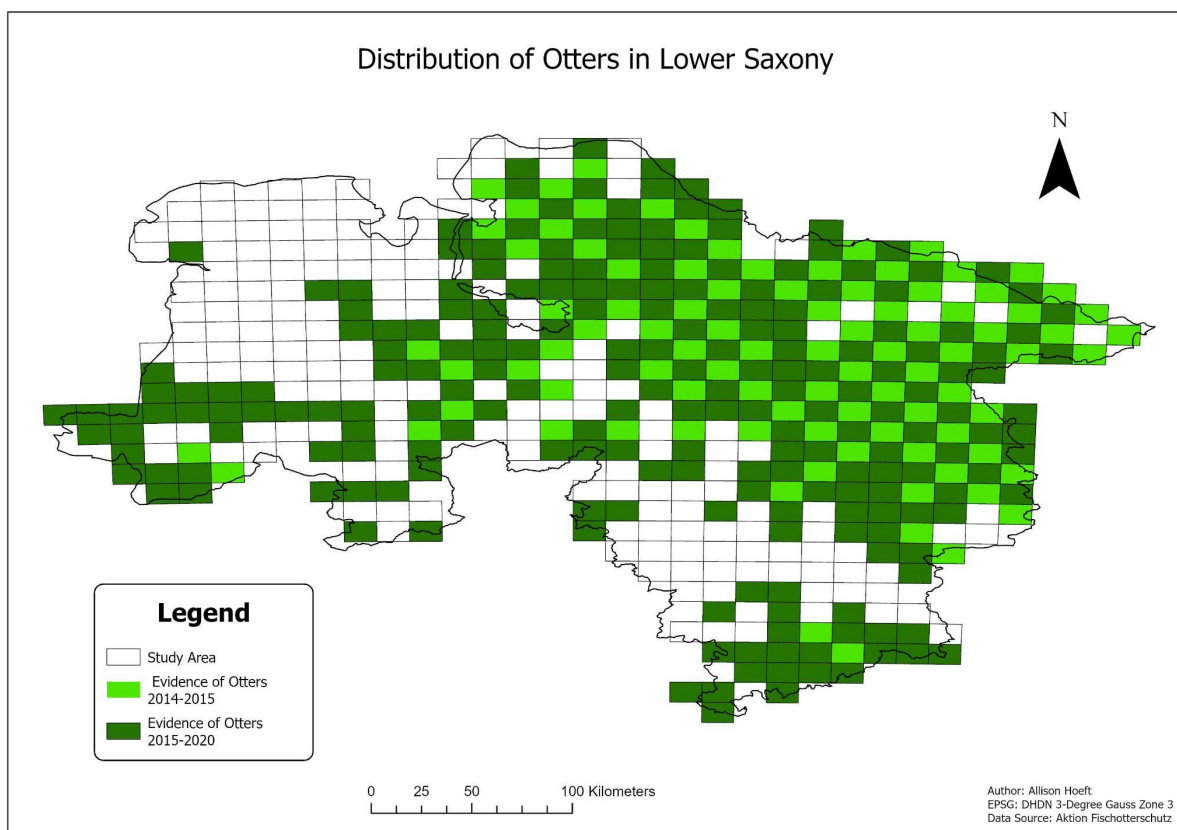 Distribution of Otters in Lower Saxony
N
Legend
Study Area
Evidence of Otters
2014-2015
Evidence of Otters
2015-2020
0 25 50 100 Kilometers
Author: Allison Hoeft
EPSG: DHDN 3-Degree Gauss Zone 3
Data Source: Aktion Fischotterschutz